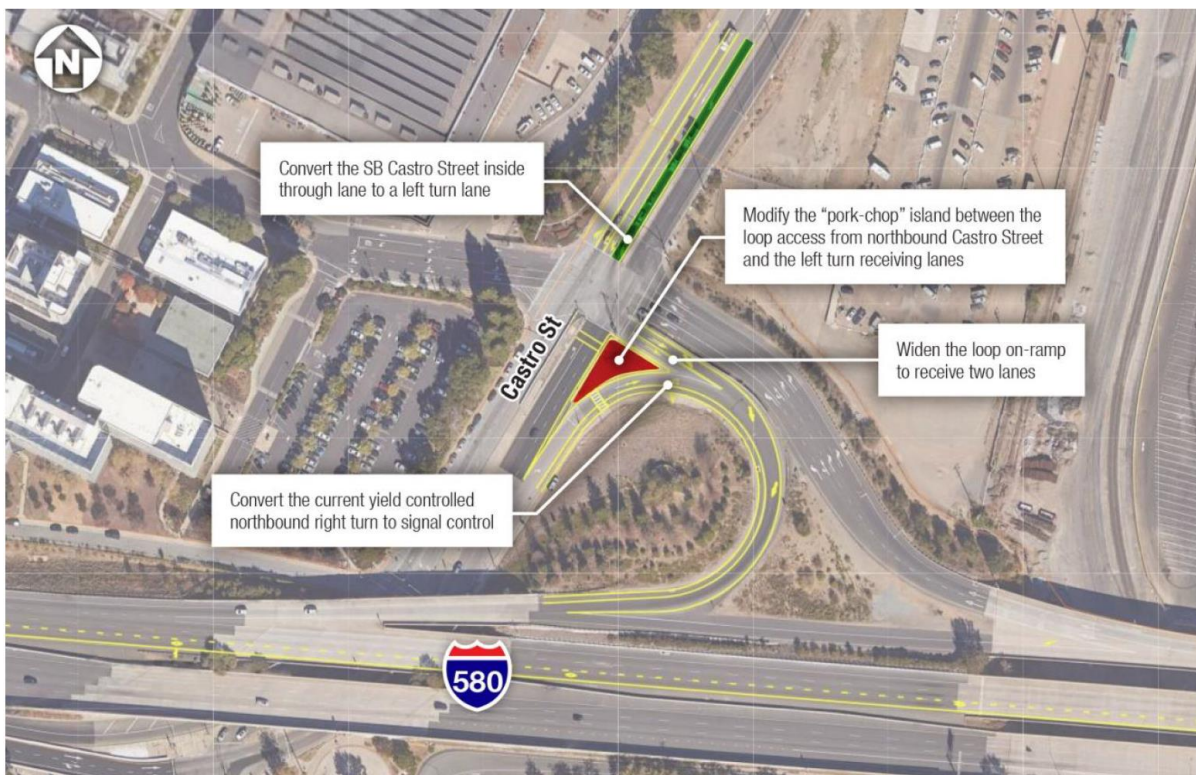 N
Convert the SB Castro Street inside
through lane to a left turn lane
Modify the “pork-chop” island between the
loop access from northbound Castro Street
and the left turn receiving lanes
Castro St
Widen the loop on-ramp
to receive two lanes
Convert the current yield controlled
northbound right turn to signal control
580